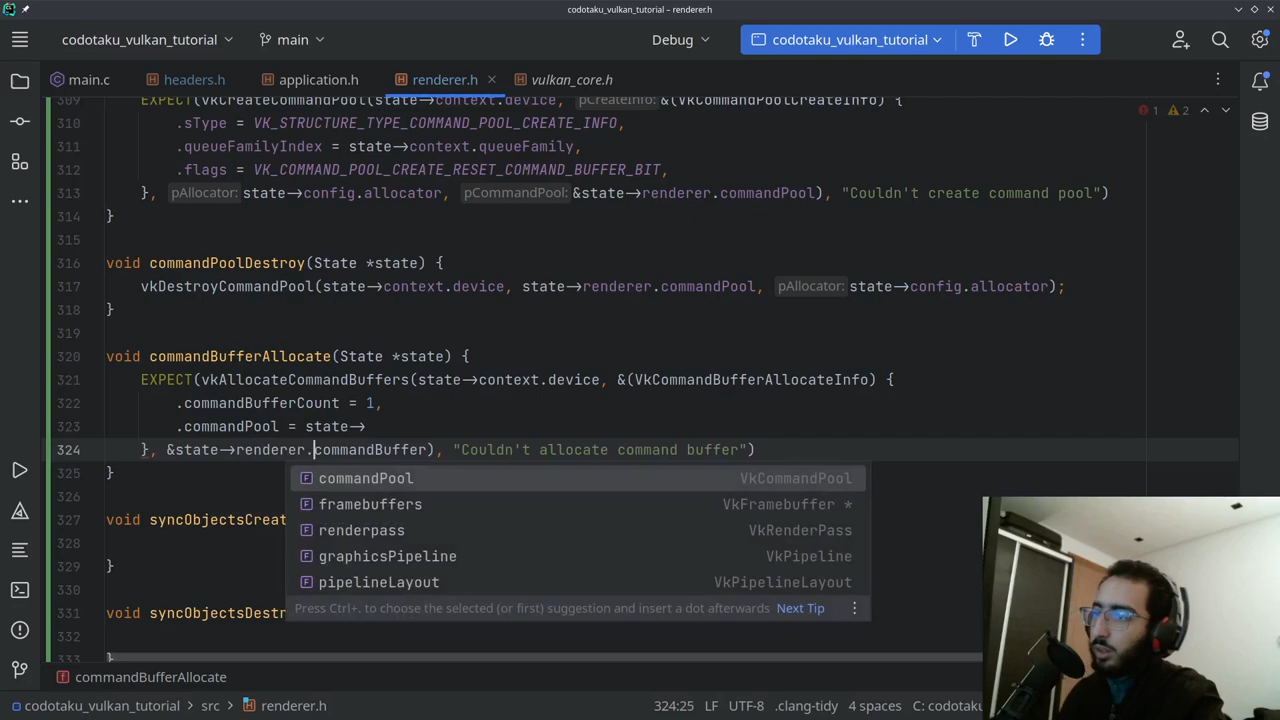 codotaku_vulkan_tutorial – renderer.h
codotaku_vulkan_tutorial
main
Debug
codotaku_vulkan_tutorial
main.c
headers.h
application.h
renderer.h
vulkan_core.h
309 EXPECT(vkCreateCommandPool(state->context.device, pCreateInfo: &(VkCommandPoolCreateInfo) {
1 2
310 .sType = VK_STRUCTURE_TYPE_COMMAND_POOL_CREATE_INFO,
311 .queueFamilyIndex = state->context.queueFamily,
312 .flags = VK_COMMAND_POOL_CREATE_RESET_COMMAND_BUFFER_BIT,
313 }, pAllocator: state->config.allocator, pCommandPool: &state->renderer.commandPool), "Couldn't create command pool")
314 }
315
316 void commandPoolDestroy(State *state) {
317 vkDestroyCommandPool(state->context.device, state->renderer.commandPool, pAllocator: state->config.allocator);
318 }
319
320 void commandBufferAllocate(State *state) {
321 EXPECT(vkAllocateCommandBuffers(state->context.device, &(VkCommandBufferAllocateInfo) {
322 .commandBufferCount = 1,
323 .commandPool = state->
324 }, &state->renderer.commandBuffer), "Couldn't allocate command buffer")
325 }
326
327 void syncObjectsCreat
328
329 }
330
331 void syncObjectsDest
332
333 }
commandPool VkCommandPool
framebuffers VkFramebuffer *
renderpass VkRenderPass
graphicsPipeline VkPipeline
pipelineLayout VkPipelineLayout
Press Ctrl+. to choose the selected (or first) suggestion and insert a dot afterwards Next Tip
commandBufferAllocate
codotaku_vulkan_tutorial > src > renderer.h
324:25 LF UTF-8 .clang-tidy 4 spaces C: codotaku